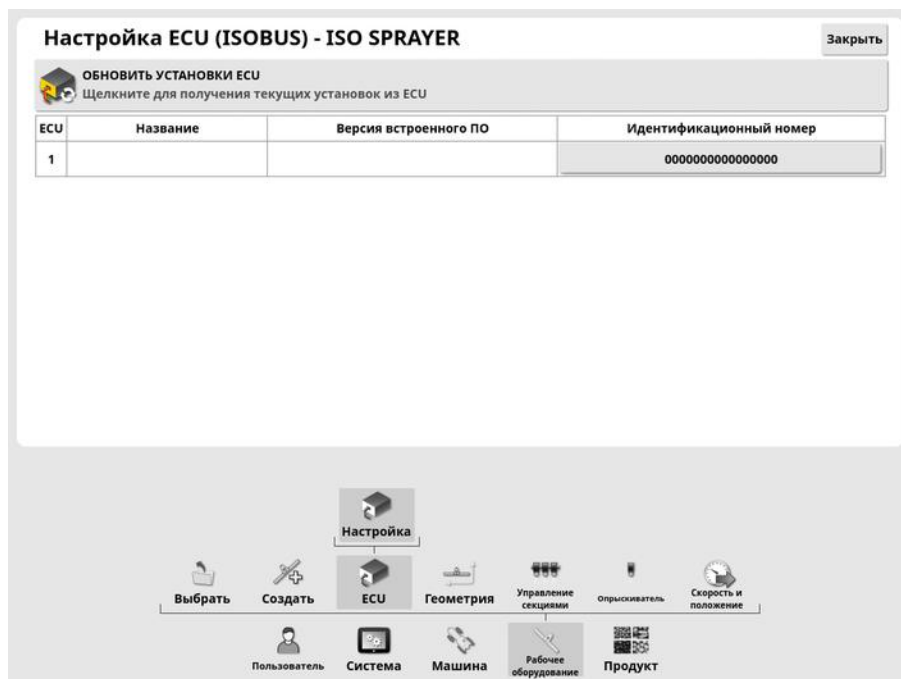 Настройка ECU (ISOBUS) - ISO SPRAYER
Закрыть
ОБНОВИТЬ УСТАНОВКИ ECU
Щелкните для получения текущих установок из ECU
ECU Название Версия встроенного ПО Идентификационный номер
1 0000000000000000
Настройка
Выбрать Создать ECU Геометрия Управление секциями Опрыскиватель Скорость и положение
Пользователь Система Машина Рабочее оборудование Продукт